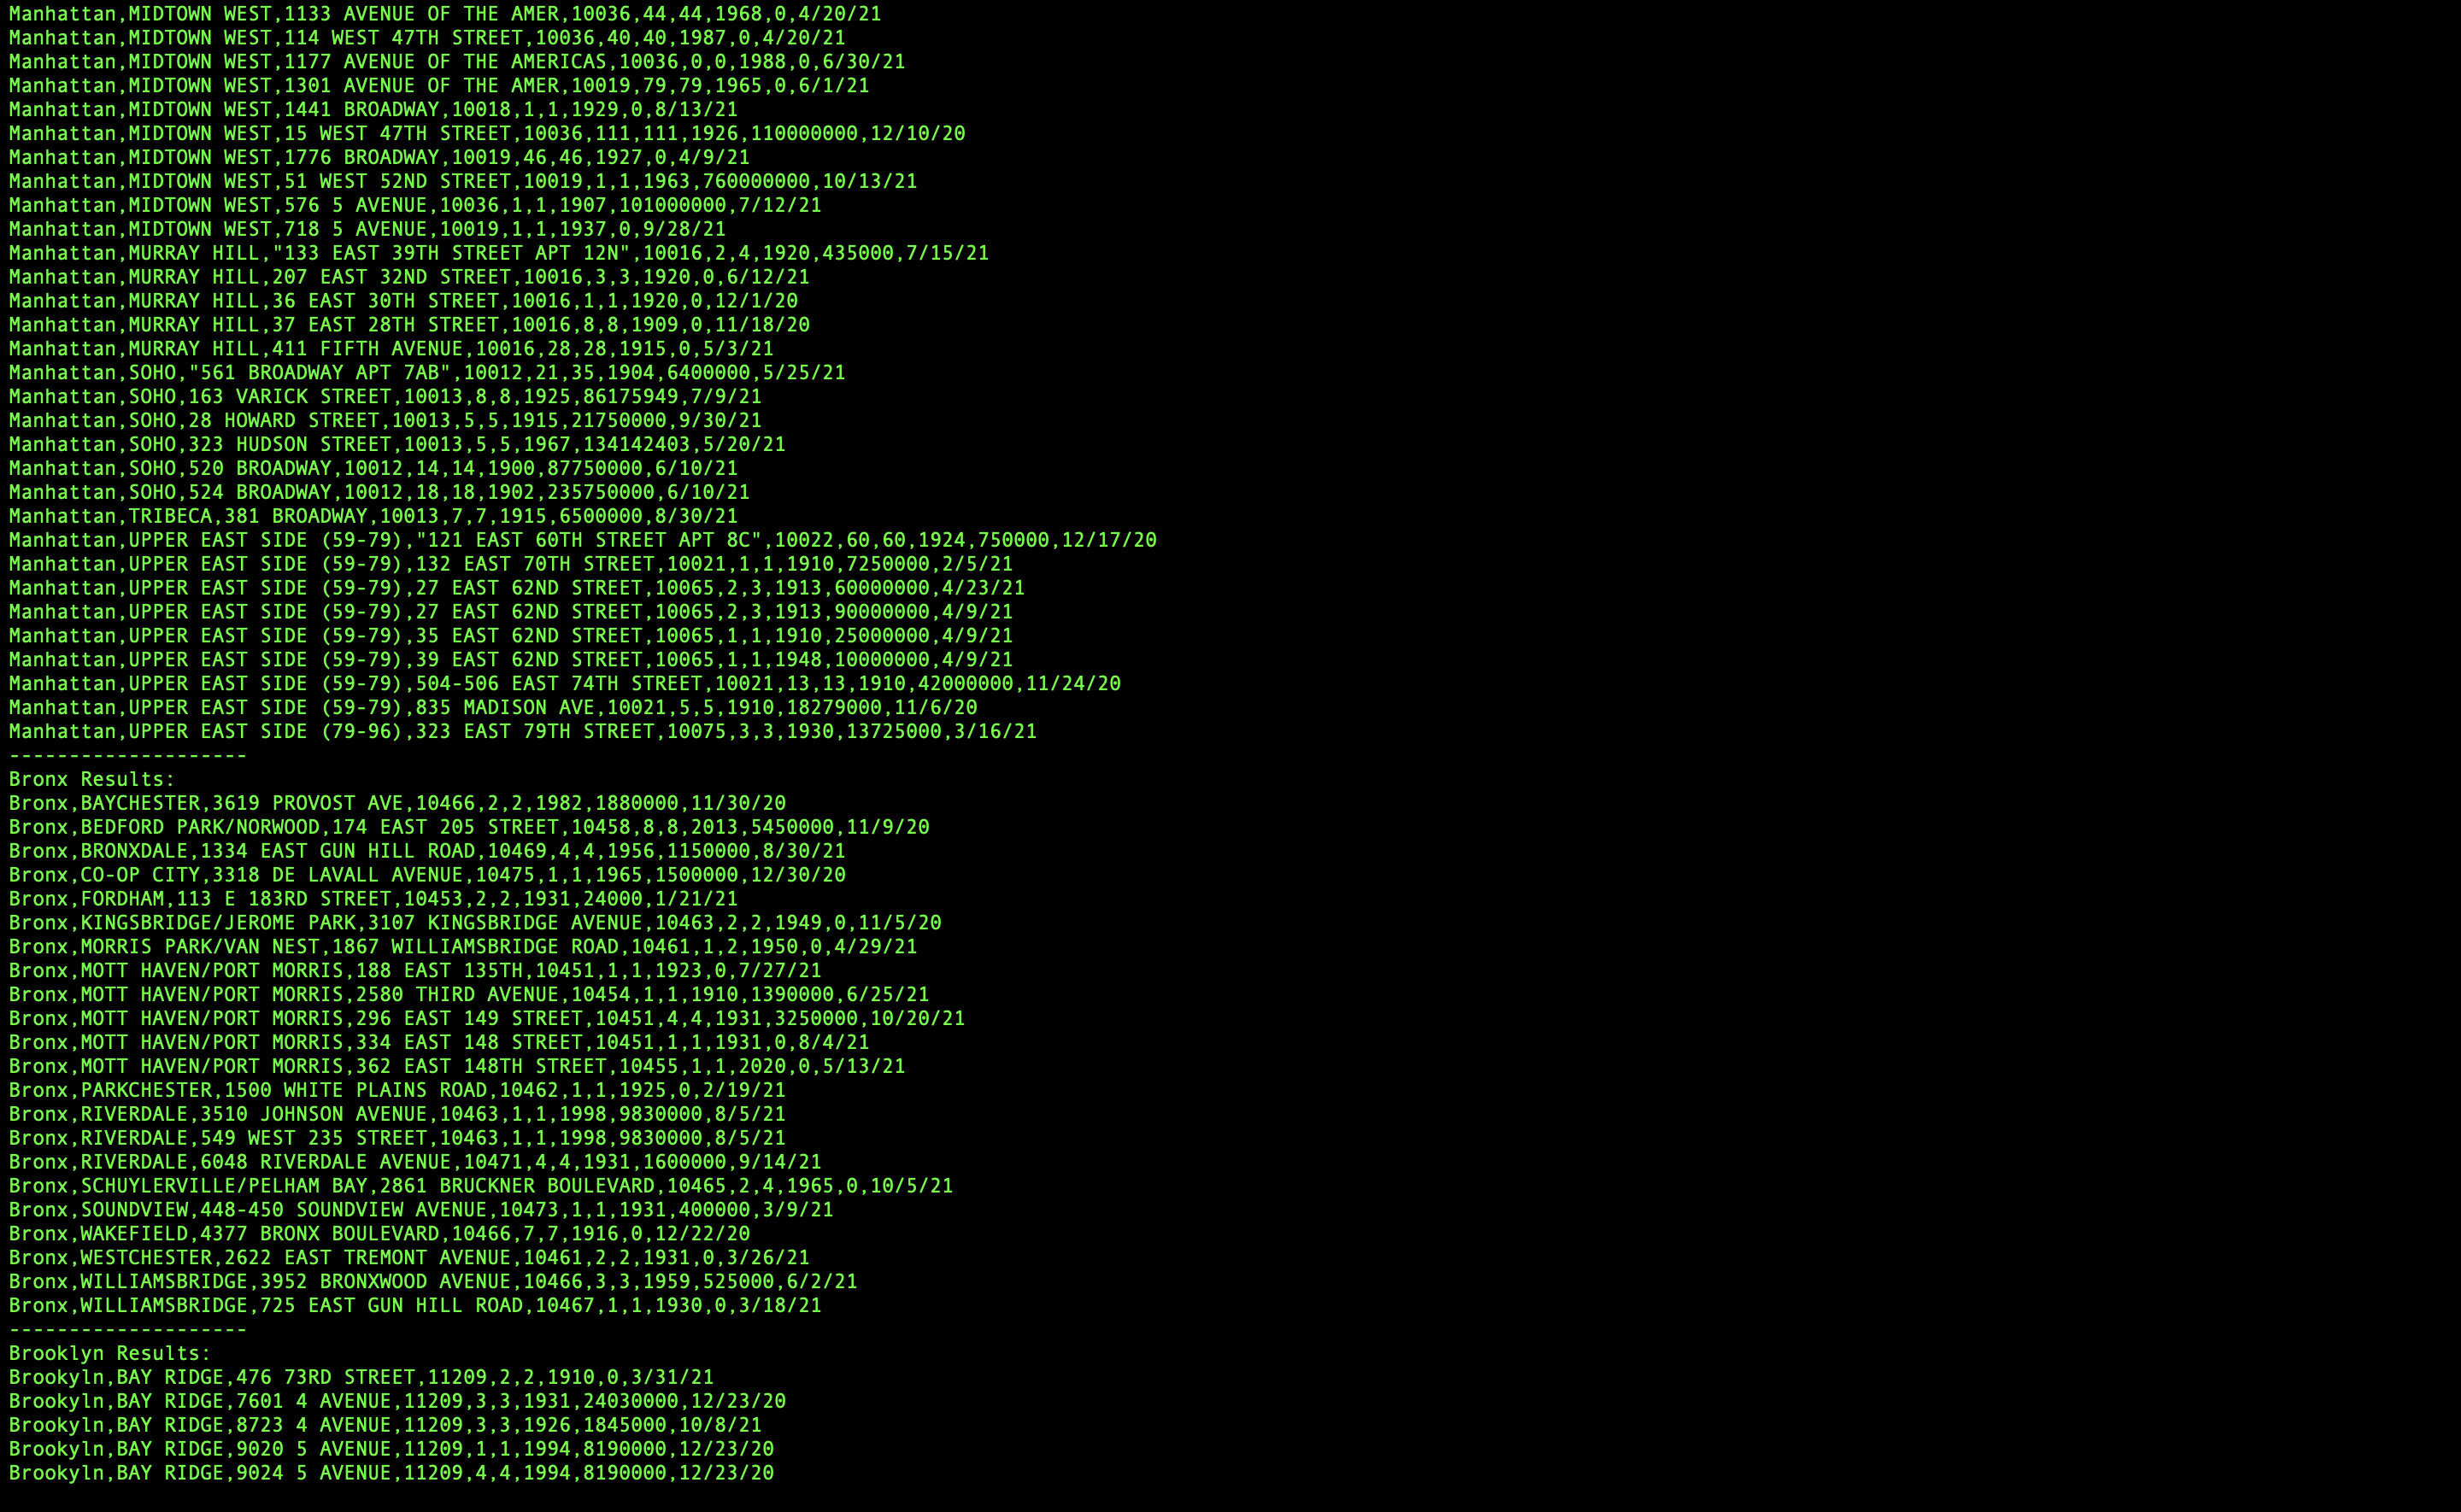 Manhattan,MIDTOWN WEST,1133 AVENUE OF THE AMER,10036,44,44,1968,0,4/20/21
Manhattan,MIDTOWN WEST,114 WEST 47TH STREET,10036,40,40,1987,0,4/20/21
Manhattan,MIDTOWN WEST,1177 AVENUE OF THE AMERICAS,10036,0,0,1988,0,6/30/21
Manhattan,MIDTOWN WEST,1301 AVENUE OF THE AMER,10019,79,79,1965,0,6/1/21
Manhattan,MIDTOWN WEST,1441 BROADWAY,10018,1,1,1929,0,8/13/21
Manhattan,MIDTOWN WEST,15 WEST 47TH STREET,10036,111,111,1926,110000000,12/10/20
Manhattan,MIDTOWN WEST,1776 BROADWAY,10019,46,46,1927,0,4/9/21
Manhattan,MIDTOWN WEST,51 WEST 52ND STREET,10019,1,1,1963,760000000,10/13/21
Manhattan,MIDTOWN WEST,576 5 AVENUE,10036,1,1,1907,101000000,7/12/21
Manhattan,MIDTOWN WEST,718 5 AVENUE,10019,1,1,1937,0,9/28/21
Manhattan,MURRAY HILL,"133 EAST 39TH STREET APT 12N",10016,2,4,1920,435000,7/15/21
Manhattan,MURRAY HILL,207 EAST 32ND STREET,10016,3,3,1920,0,6/12/21
Manhattan,MURRAY HILL,36 EAST 30TH STREET,10016,1,1,1920,0,12/1/20
Manhattan,MURRAY HILL,37 EAST 28TH STREET,10016,8,8,1909,0,11/18/20
Manhattan,MURRAY HILL,411 FIFTH AVENUE,10016,28,28,1915,0,5/3/21
Manhattan,SOHO,"561 BROADWAY APT 7AB",10012,21,35,1904,6400000,5/25/21
Manhattan,SOHO,163 VARICK STREET,10013,8,8,1925,86175949,7/9/21
Manhattan,SOHO,28 HOWARD STREET,10013,5,5,1915,21750000,9/30/21
Manhattan,SOHO,323 HUDSON STREET,10013,5,5,1967,134142403,5/20/21
Manhattan,SOHO,520 BROADWAY,10012,14,14,1900,87750000,6/10/21
Manhattan,SOHO,524 BROADWAY,10012,18,18,1902,235750000,6/10/21
Manhattan,TRIBECA,381 BROADWAY,10013,7,7,1915,6500000,8/30/21
Manhattan,UPPER EAST SIDE (59-79),"121 EAST 60TH STREET APT 8C",10022,60,60,1924,750000,12/17/20
Manhattan,UPPER EAST SIDE (59-79),132 EAST 70TH STREET,10021,1,1,1910,7250000,2/5/21
Manhattan,UPPER EAST SIDE (59-79),27 EAST 62ND STREET,10065,2,3,1913,60000000,4/23/21
Manhattan,UPPER EAST SIDE (59-79),27 EAST 62ND STREET,10065,2,3,1913,90000000,4/9/21
Manhattan,UPPER EAST SIDE (59-79),35 EAST 62ND STREET,10065,1,1,1910,25000000,4/9/21
Manhattan,UPPER EAST SIDE (59-79),39 EAST 62ND STREET,10065,1,1,1948,10000000,4/9/21
Manhattan,UPPER EAST SIDE (59-79),504-506 EAST 74TH STREET,10021,13,13,1910,42000000,11/24/20
Manhattan,UPPER EAST SIDE (59-79),835 MADISON AVE,10021,5,5,1910,18279000,11/6/20
Manhattan,UPPER EAST SIDE (79-96),323 EAST 79TH STREET,10075,3,3,1930,13725000,3/16/21
--------------------
Bronx Results:
Bronx,BAYCHESTER,3619 PROVOST AVE,10466,2,2,1982,1880000,11/30/20
Bronx,BEDFORD PARK/NORWOOD,174 EAST 205 STREET,10458,8,8,2013,5450000,11/9/20
Bronx,BRONXDALE,1334 EAST GUN HILL ROAD,10469,4,4,1956,1150000,8/30/21
Bronx,CO-OP CITY,3318 DE LAVALL AVENUE,10475,1,1,1965,1500000,12/30/20
Bronx,FORDHAM,113 E 183RD STREET,10453,2,2,1931,24000,1/21/21
Bronx,KINGSBRIDGE/JEROME PARK,3107 KINGSBRIDGE AVENUE,10463,2,2,1949,0,11/5/20
Bronx,MORRIS PARK/VAN NEST,1867 WILLIAMSBRIDGE ROAD,10461,1,2,1950,0,4/29/21
Bronx,MOTT HAVEN/PORT MORRIS,188 EAST 135TH,10451,1,1,1923,0,7/27/21
Bronx,MOTT HAVEN/PORT MORRIS,2580 THIRD AVENUE,10454,1,1,1910,1390000,6/25/21
Bronx,MOTT HAVEN/PORT MORRIS,296 EAST 149 STREET,10451,4,4,1931,3250000,10/20/21
Bronx,MOTT HAVEN/PORT MORRIS,334 EAST 148 STREET,10451,1,1,1931,0,8/4/21
Bronx,MOTT HAVEN/PORT MORRIS,362 EAST 148TH STREET,10455,1,1,2020,0,5/13/21
Bronx,PARKCHESTER,1500 WHITE PLAINS ROAD,10462,1,1,1925,0,2/19/21
Bronx,RIVERDALE,3510 JOHNSON AVENUE,10463,1,1,1998,9830000,8/5/21
Bronx,RIVERDALE,549 WEST 235 STREET,10463,1,1,1998,9830000,8/5/21
Bronx,RIVERDALE,6048 RIVERDALE AVENUE,10471,4,4,1931,1600000,9/14/21
Bronx,SCHUYLERVILLE/PELHAM BAY,2861 BRUCKNER BOULEVARD,10465,2,4,1965,0,10/5/21
Bronx,SOUNDVIEW,448-450 SOUNDVIEW AVENUE,10473,1,1,1931,400000,3/9/21
Bronx,WAKEFIELD,4377 BRONX BOULEVARD,10466,7,7,1916,0,12/22/20
Bronx,WESTCHESTER,2622 EAST TREMONT AVENUE,10461,2,2,1931,0,3/26/21
Bronx,WILLIAMSBRIDGE,3952 BRONXWOOD AVENUE,10466,3,3,1959,525000,6/2/21
Bronx,WILLIAMSBRIDGE,725 EAST GUN HILL ROAD,10467,1,1,1930,0,3/18/21
--------------------
Brooklyn Results:
Brookyln,BAY RIDGE,476 73RD STREET,11209,2,2,1910,0,3/31/21
Brookyln,BAY RIDGE,7601 4 AVENUE,11209,3,3,1931,24030000,12/23/20
Brookyln,BAY RIDGE,8723 4 AVENUE,11209,3,3,1926,1845000,10/8/21
Brookyln,BAY RIDGE,9020 5 AVENUE,11209,1,1,1994,8190000,12/23/20
Brookyln,BAY RIDGE,9024 5 AVENUE,11209,4,4,1994,8190000,12/23/20